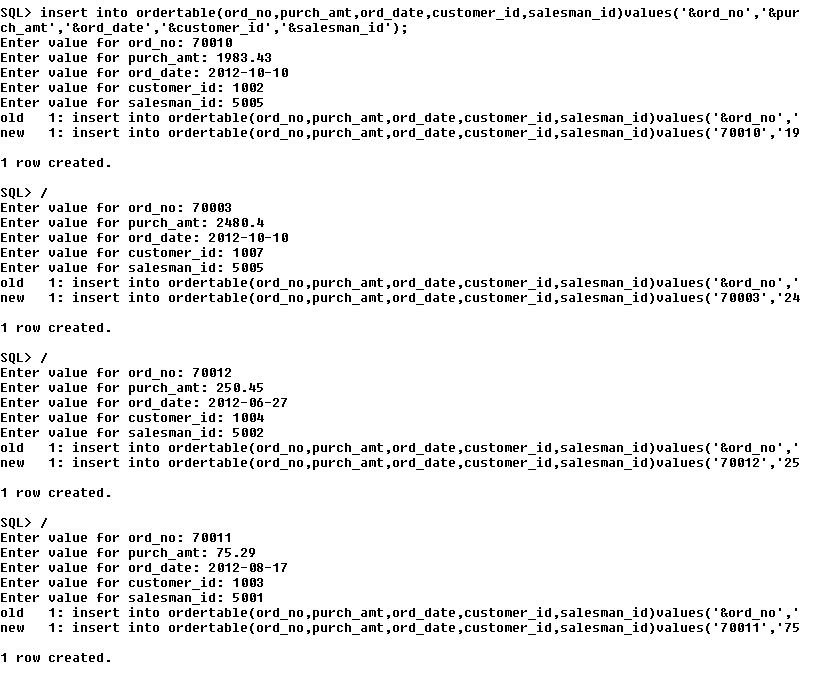 SQL> insert into ordertable(ord_no,purch_amt,ord_date,customer_id,salesman_id)values('&ord_no','&pur
ch_amt','&ord_date','&customer_id','&salesman_id');
Enter value for ord_no: 70010
Enter value for purch_amt: 1983.43
Enter value for ord_date: 2012-10-10
Enter value for customer_id: 1002
Enter value for salesman_id: 5005
old   1: insert into ordertable(ord_no,purch_amt,ord_date,customer_id,salesman_id)values('&ord_no','
new   1: insert into ordertable(ord_no,purch_amt,ord_date,customer_id,salesman_id)values('70010','19
1 row created.
SQL> /
Enter value for ord_no: 70003
Enter value for purch_amt: 2480.4
Enter value for ord_date: 2012-10-10
Enter value for customer_id: 1007
Enter value for salesman_id: 5005
old   1: insert into ordertable(ord_no,purch_amt,ord_date,customer_id,salesman_id)values('&ord_no','
new   1: insert into ordertable(ord_no,purch_amt,ord_date,customer_id,salesman_id)values('70003','24
1 row created.
SQL> /
Enter value for ord_no: 70012
Enter value for purch_amt: 250.45
Enter value for ord_date: 2012-06-27
Enter value for customer_id: 1004
Enter value for salesman_id: 5002
old   1: insert into ordertable(ord_no,purch_amt,ord_date,customer_id,salesman_id)values('&ord_no','
new   1: insert into ordertable(ord_no,purch_amt,ord_date,customer_id,salesman_id)values('70012','25
1 row created.
SQL> /
Enter value for ord_no: 70011
Enter value for purch_amt: 75.29
Enter value for ord_date: 2012-08-17
Enter value for customer_id: 1003
Enter value for salesman_id: 5001
old   1: insert into ordertable(ord_no,purch_amt,ord_date,customer_id,salesman_id)values('&ord_no','
new   1: insert into ordertable(ord_no,purch_amt,ord_date,customer_id,salesman_id)values('70011','75
1 row created.